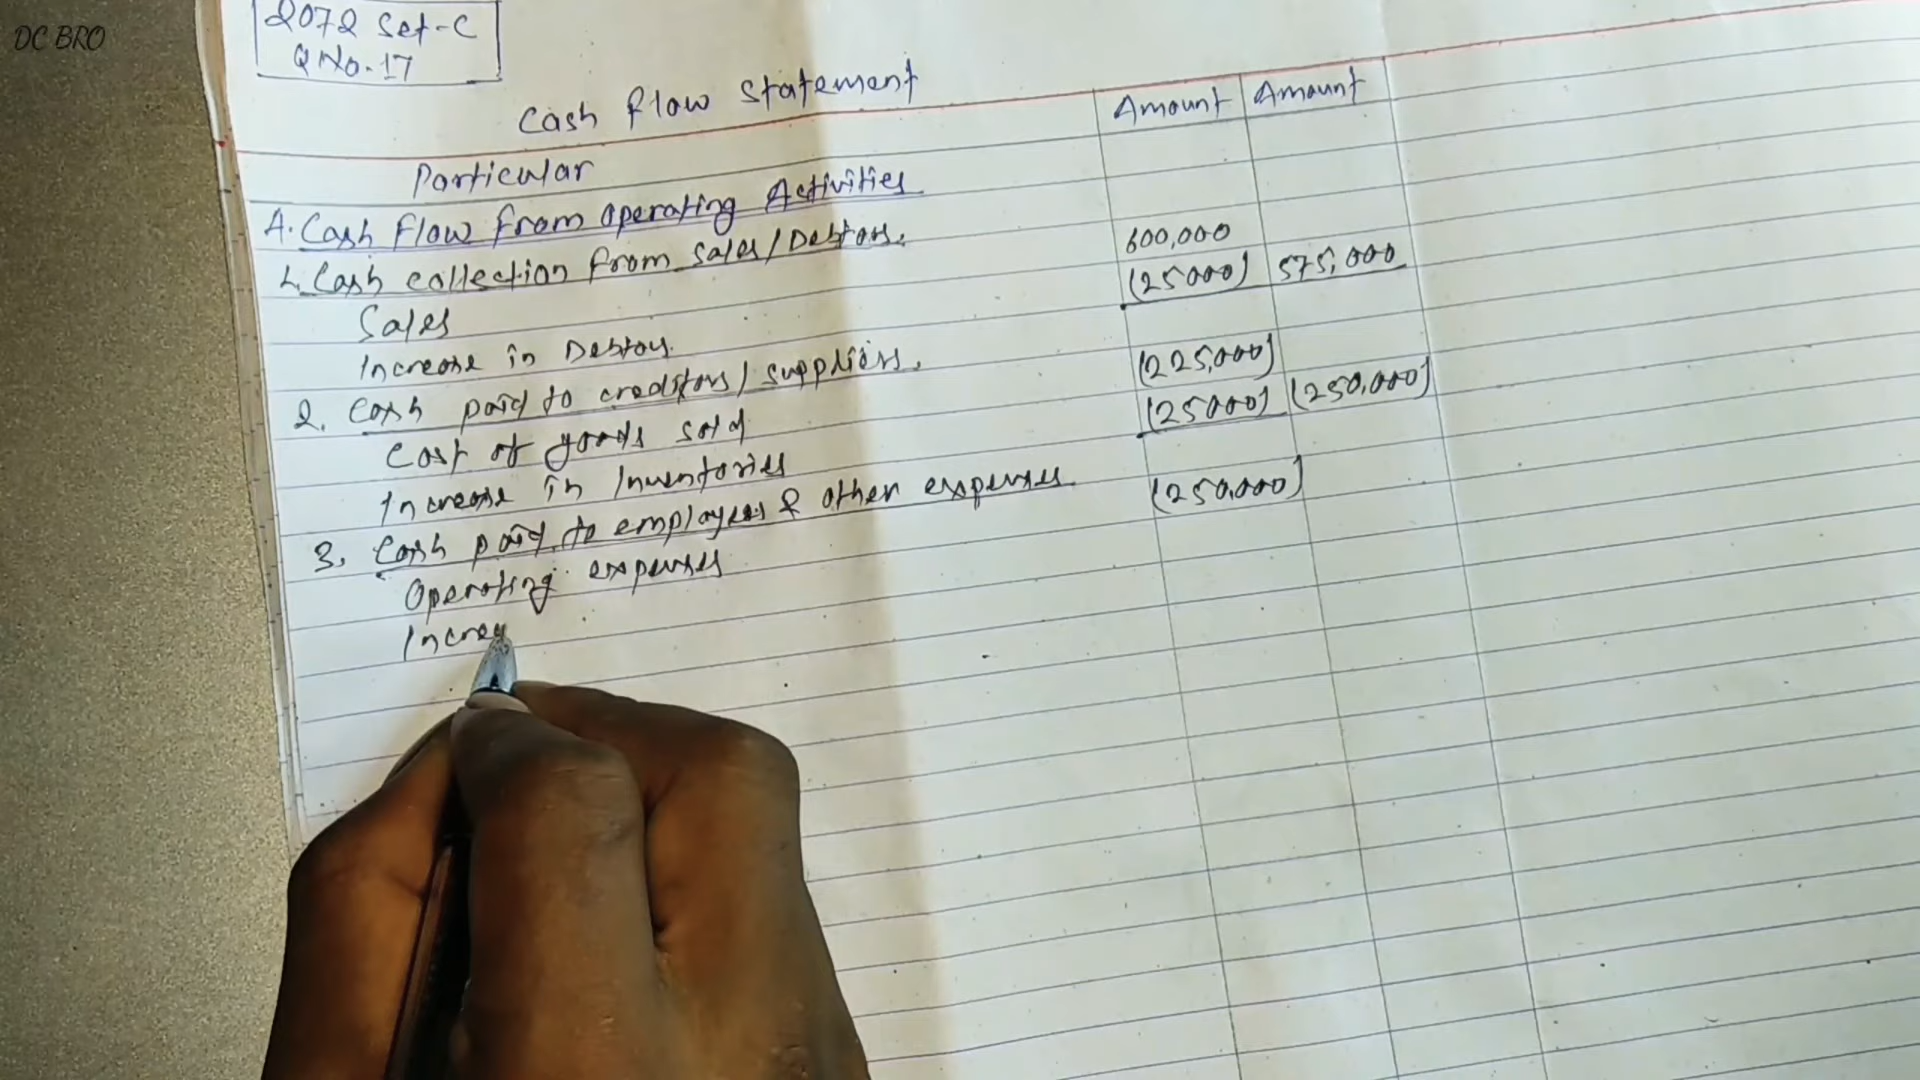 DC BRO
2072 Set-C
Q No. 17
Cash flow statement
Particular
Amount
Amount
A. Cash flow from operating Activities
1. Cash collection from sales/Debtors.
Sales
600,000
Increase in Debtors.
(25000)
575,000
2. Cash paid to creditors/suppliers.
Cost of goods sold
(225,000)
Increase in Inventories
(25000)
(250,000)
3. Cash paid to employees & other expenses.
Operating expenses
(250,000)
Increa